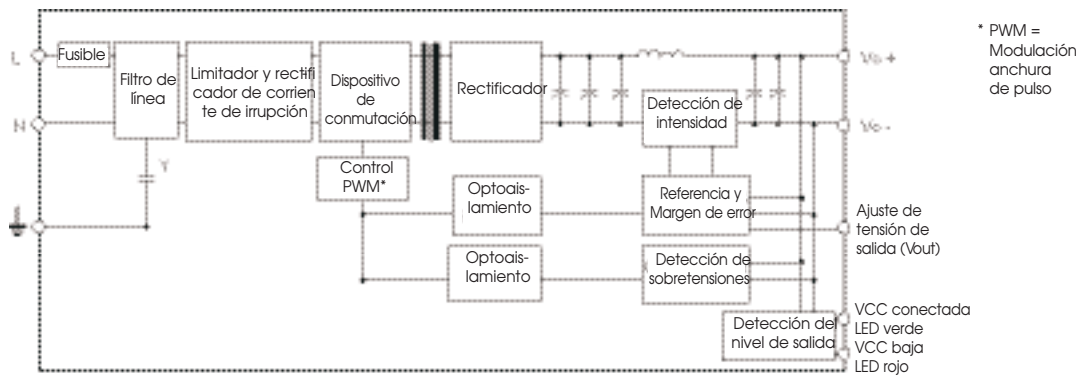 * PWM =
Modulación
anchura
de pulso
L
Fusible
Filtro de
línea
Limitador y rectifi
cador de corrien
te de irrupción
Dispositivo
de
conmutación
Rectificador
Vo +
N
Detección de
intensidad
Vo -
Y
Control
PWM*
Optoais-
lamiento
Referencia y
Margen de error
Ajuste de
tensión de
salida (Vout)
Optoais-
lamiento
Detección de
sobretensiones
Detección del
nivel de salida
VCC conectada
LED verde
VCC baja
LED rojo